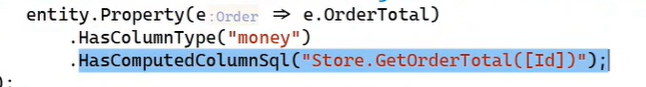 entity.Property(e:Order => e.OrderTotal)
.HasColumnType("money")
.HasComputedColumnSql("Store.GetOrderTotal([Id])");
);